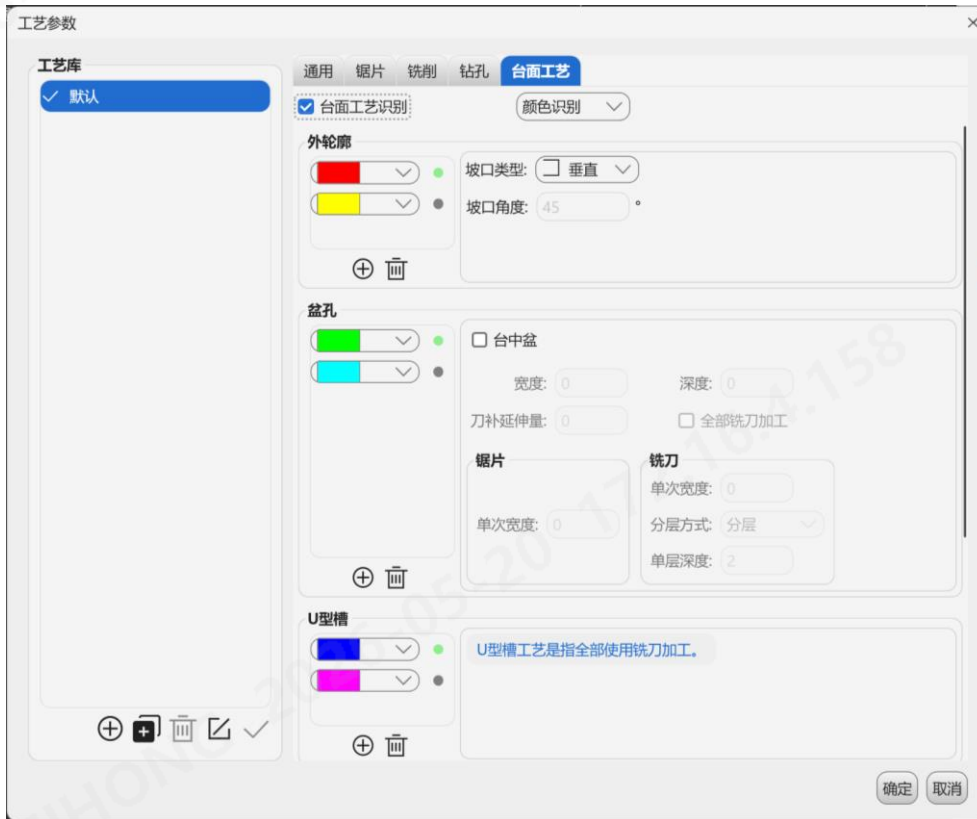 工艺参数
工艺库
默认
通用 锯片 铣削 钻孔 台面工艺
台面工艺识别 颜色识别
外轮廓
坡口类型: 垂直
坡口角度: 45 °
盆孔
台中盆
宽度: 0 深度: 0
刀补延伸量: 0 全部铣刀加工
锯片 铣刀
单次宽度: 0
单次宽度: 0
分层方式: 分层
单层深度: 2
U型槽
U型槽工艺是指全部使用铣刀加工。
确定 取消